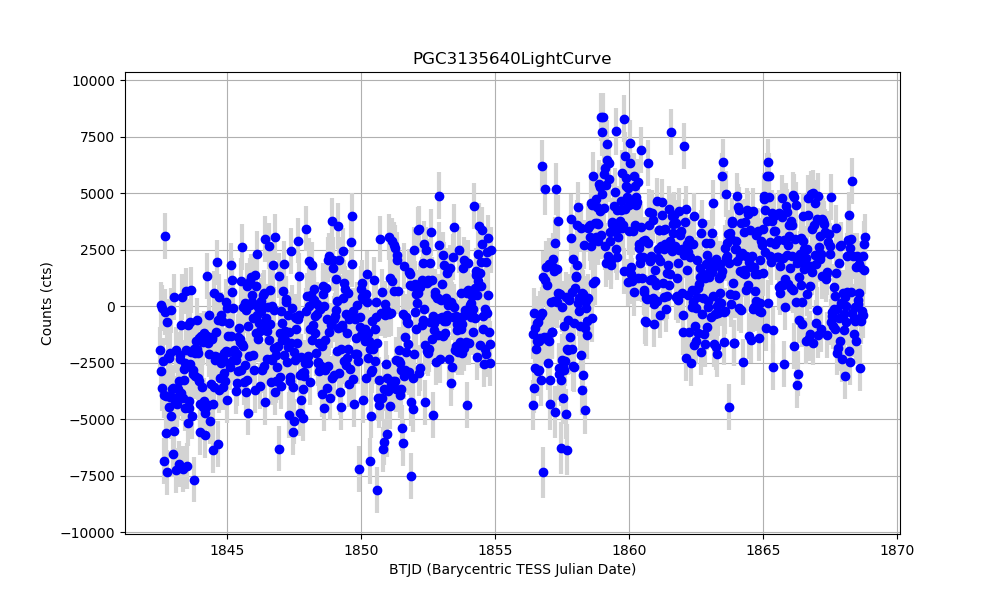 PGC3135640LightCurve
10000
7500
5000
2500
0
−2500
−5000
−7500
−10000
Counts (cts)
1845 1850 1855 1860 1865 1870
BTJD (Barycentric TESS Julian Date)